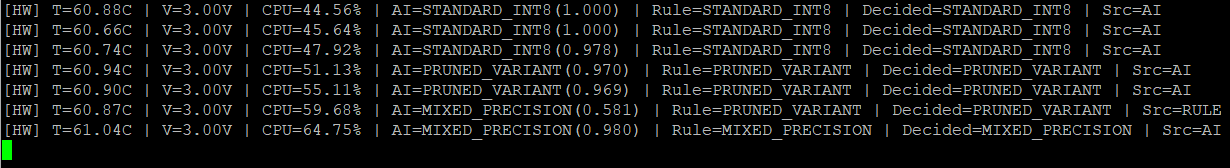 [HW] T=60.88C | V=3.00V | CPU=44.56% | AI=STANDARD_INT8(1.000) | Rule=STANDARD_INT8 | Decided=STANDARD_INT8 | Src=AI
[HW] T=60.66C | V=3.00V | CPU=45.64% | AI=STANDARD_INT8(1.000) | Rule=STANDARD_INT8 | Decided=STANDARD_INT8 | Src=AI
[HW] T=60.74C | V=3.00V | CPU=47.92% | AI=STANDARD_INT8(0.978) | Rule=STANDARD_INT8 | Decided=STANDARD_INT8 | Src=AI
[HW] T=60.94C | V=3.00V | CPU=51.13% | AI=PRUNED_VARIANT(0.970) | Rule=PRUNED_VARIANT | Decided=PRUNED_VARIANT | Src=AI
[HW] T=60.90C | V=3.00V | CPU=55.11% | AI=PRUNED_VARIANT(0.969) | Rule=PRUNED_VARIANT | Decided=PRUNED_VARIANT | Src=AI
[HW] T=60.87C | V=3.00V | CPU=59.68% | AI=MIXED_PRECISION(0.581) | Rule=PRUNED_VARIANT | Decided=PRUNED_VARIANT | Src=RULE
[HW] T=61.04C | V=3.00V | CPU=64.75% | AI=MIXED_PRECISION(0.980) | Rule=MIXED_PRECISION | Decided=MIXED_PRECISION | Src=AI